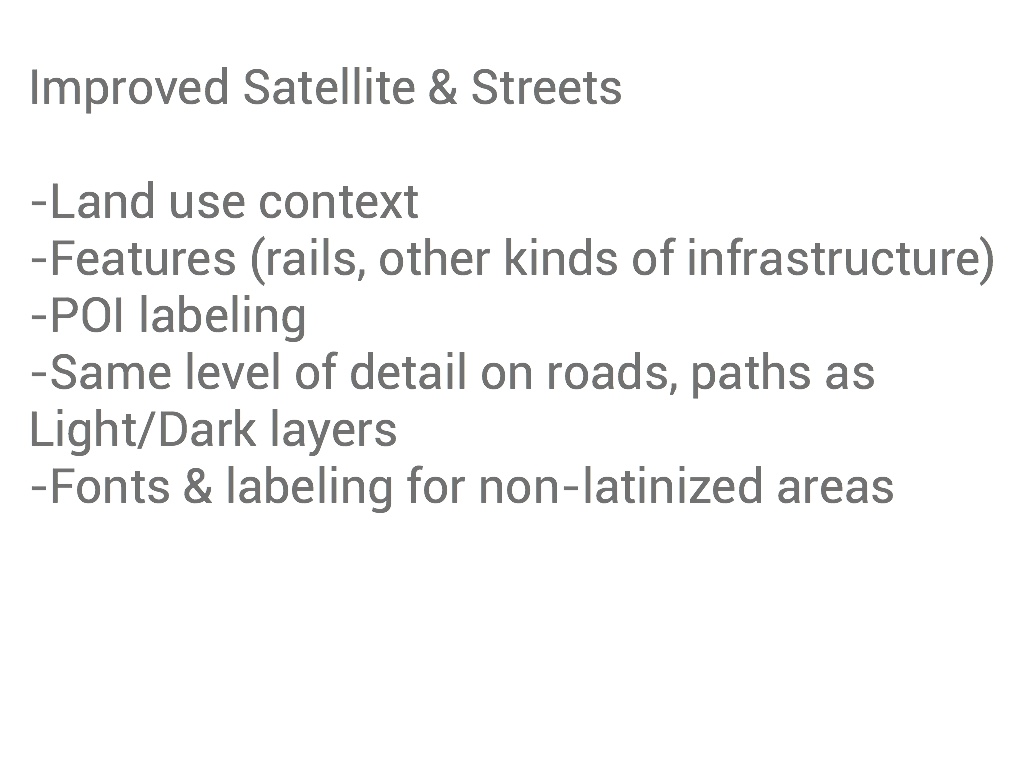 Improved Satellite & Streets
-Land use context
-Features (rails, other kinds of infrastructure)
-POI labeling
-Same level of detail on roads, paths as
Light/Dark layers
-Fonts & labeling for non-latinized areas